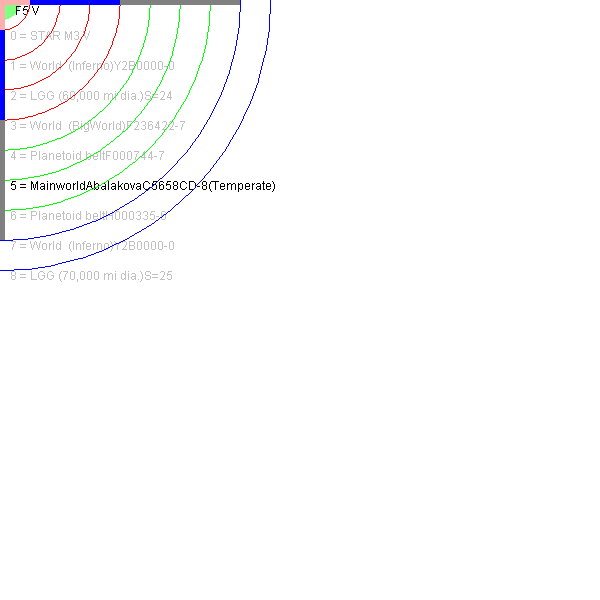 F5 V
0 = STAR M3 V
1 = World  (Inferno)Y2B0000-0
2 = LGG (60,000 mi dia.)S=24
3 = World  (BigWorld)F236422-7
4 = Planetoid beltF000744-7
5 = MainworldAbalakovaC5658CD-8(Temperate)
6 = Planetoid beltH000335-6
7 = World  (Inferno)Y2B0000-0
8 = LGG (70,000 mi dia.)S=25